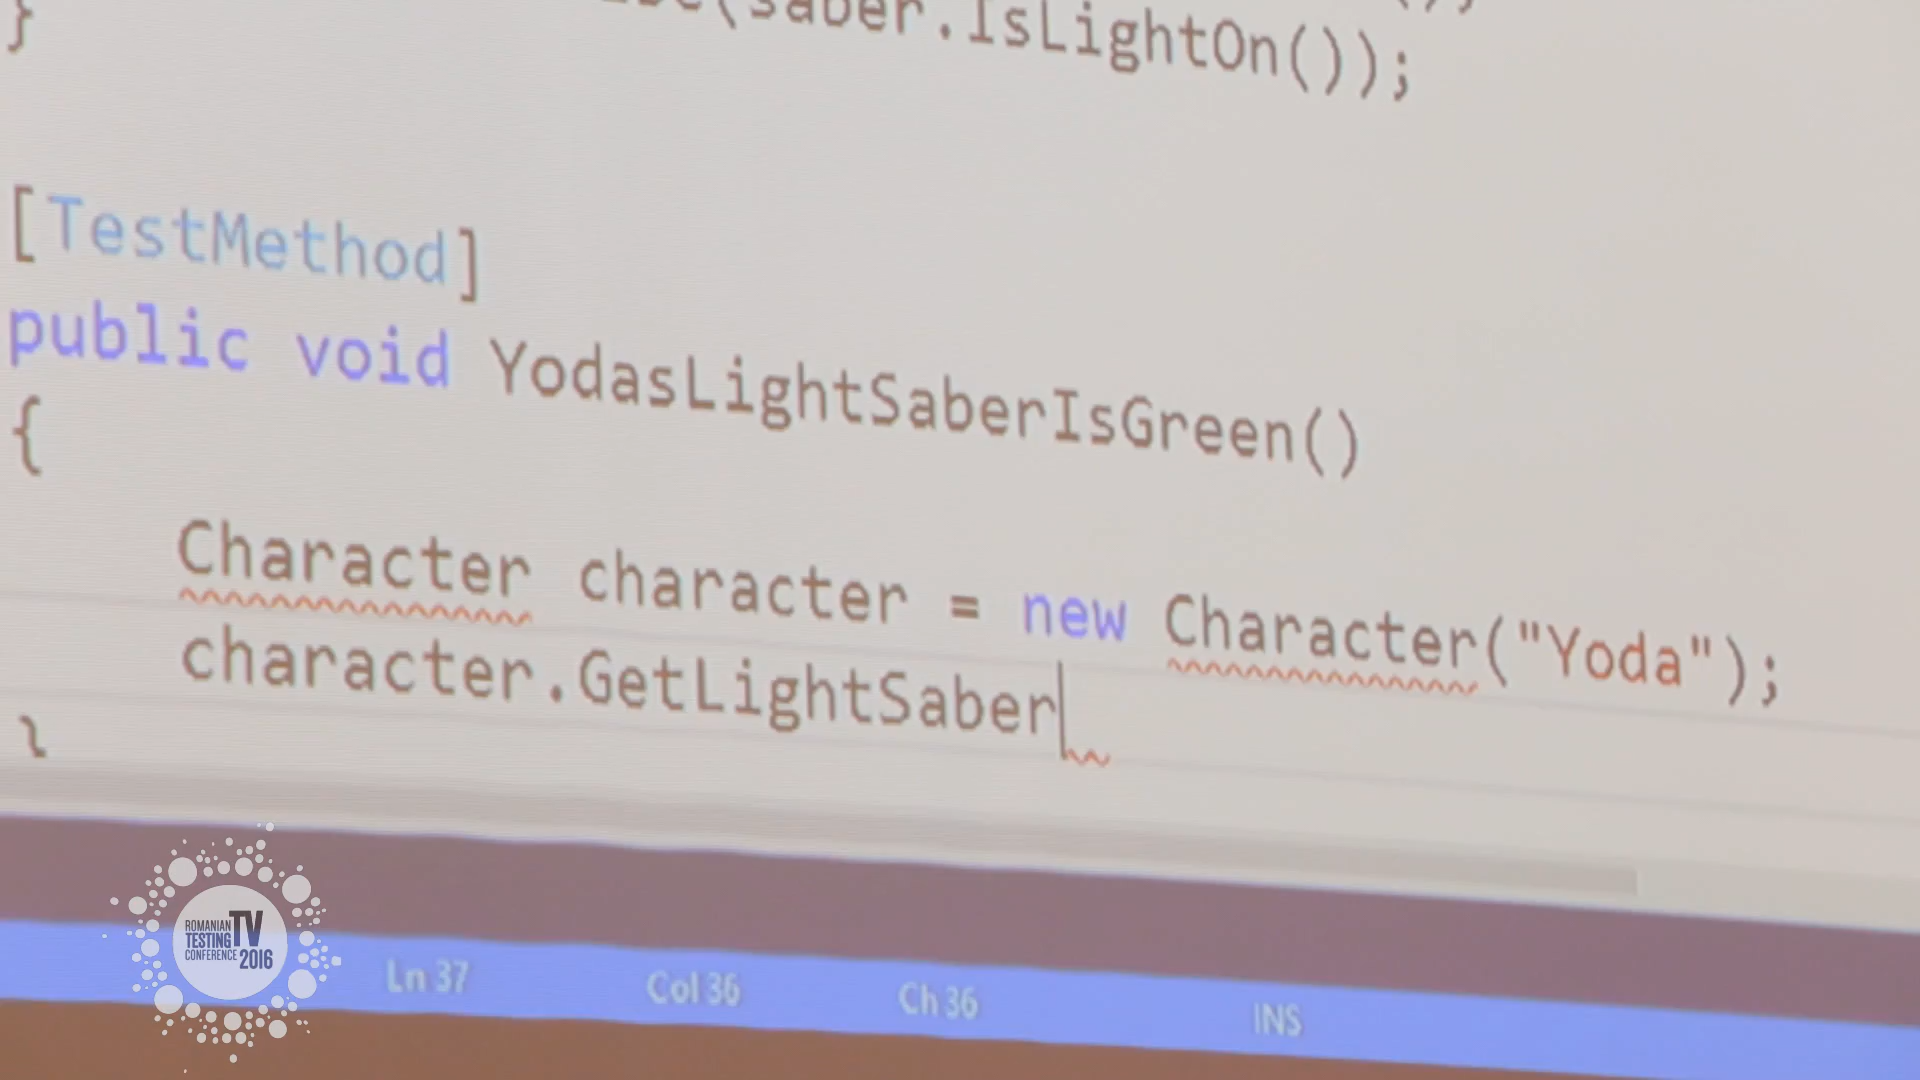 }
(saber.IsLightOn());
[TestMethod]
public void YodasLightSaberIsGreen()
{
Character character = new Character("Yoda");
character.GetLightSaber
}
Ln 37 Col 36 Ch 36 INS
ROMANIAN
TESTING TV
CONFERENCE 2016